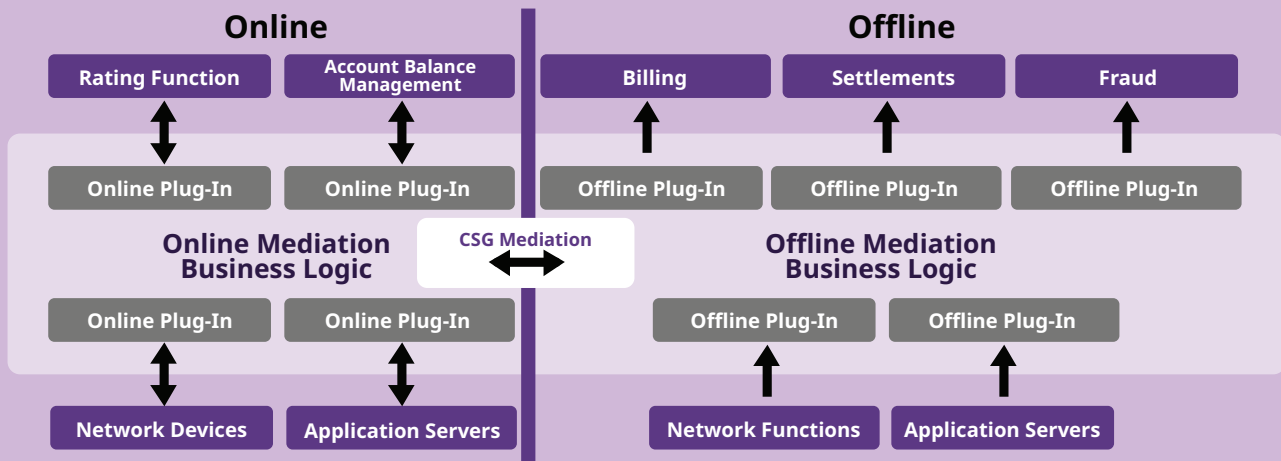 Online
Offline
Rating Function
Account Balance
Management
Billing
Settlements
Fraud
Online Plug-In
Online Plug-In
Offline Plug-In
Offline Plug-In
Offline Plug-In
Online Mediation
Business Logic
CSG Mediation
Offline Mediation
Business Logic
Online Plug-In
Online Plug-In
Offline Plug-In
Offline Plug-In
Network Devices
Application Servers
Network Functions
Application Servers